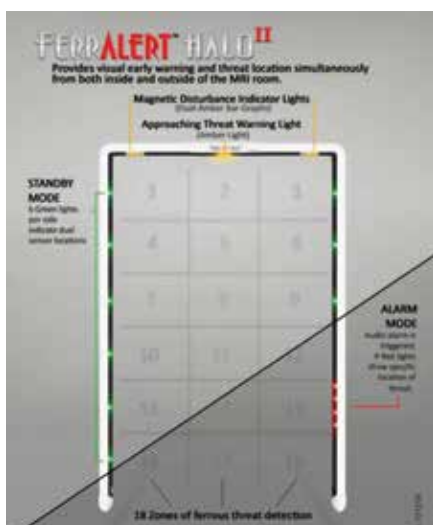 FERRALERT™ HALO II
Provides visual early warning and threat location simultaneously
from both inside and outside of the MRI room.
Magnetic Disturbance Indicator Lights
(Dual Amber Bar Graphs)
Approaching Threat Warning Light
(Amber Light)
STANDBY
MODE
6 Green lights
per side
indicate dual
sensor locations
1 2 3
4 5 6
7 8 9
10 11 12
ALARM
MODE
Audio alarm is
triggered.
Red lights
show specific
location of
threat.
13 15
18 Zones of ferrous threat detection